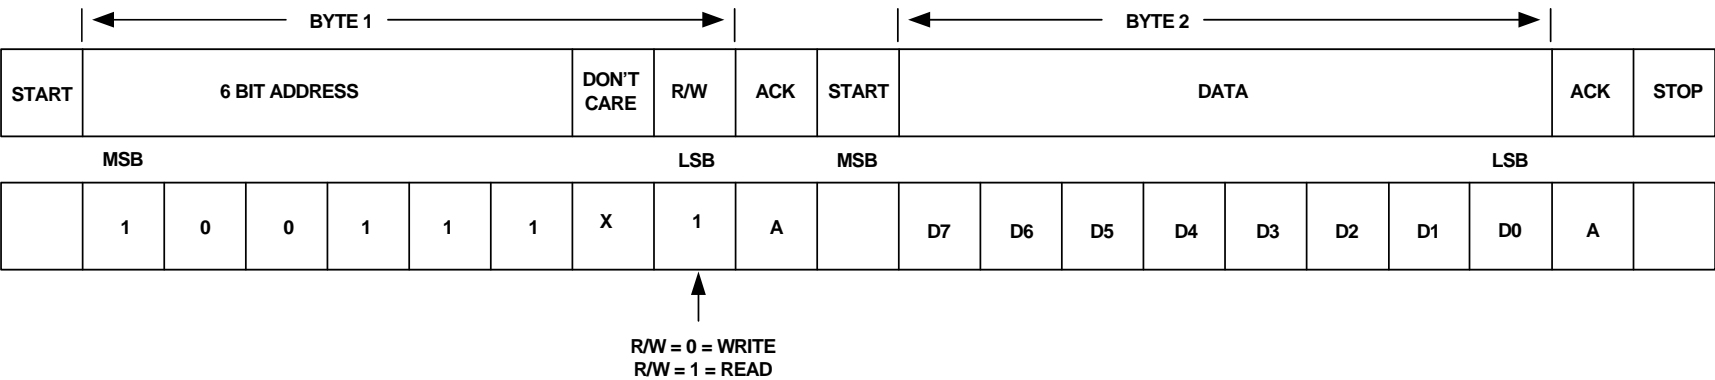 BYTE 1 BYTE 2
START 6 BIT ADDRESS DON'T CARE R/W ACK START DATA ACK STOP
MSB LSB MSB LSB
1 0 0 1 1 1 X 1 A D7 D6 D5 D4 D3 D2 D1 D0 A
R/W = 0 = WRITE
R/W = 1 = READ